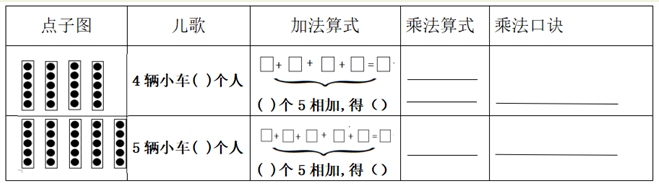 点子图 儿歌 加法算式 乘法算式 乘法口诀
4辆小车( )个人 □+□+□+□=□
( )个5相加,得( )
5辆小车( )个人 □+□+□+□+□=□
( )个5相加,得( )